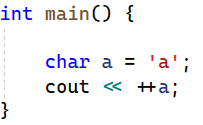 int main() {
char a = 'a';
cout << ++a;
}